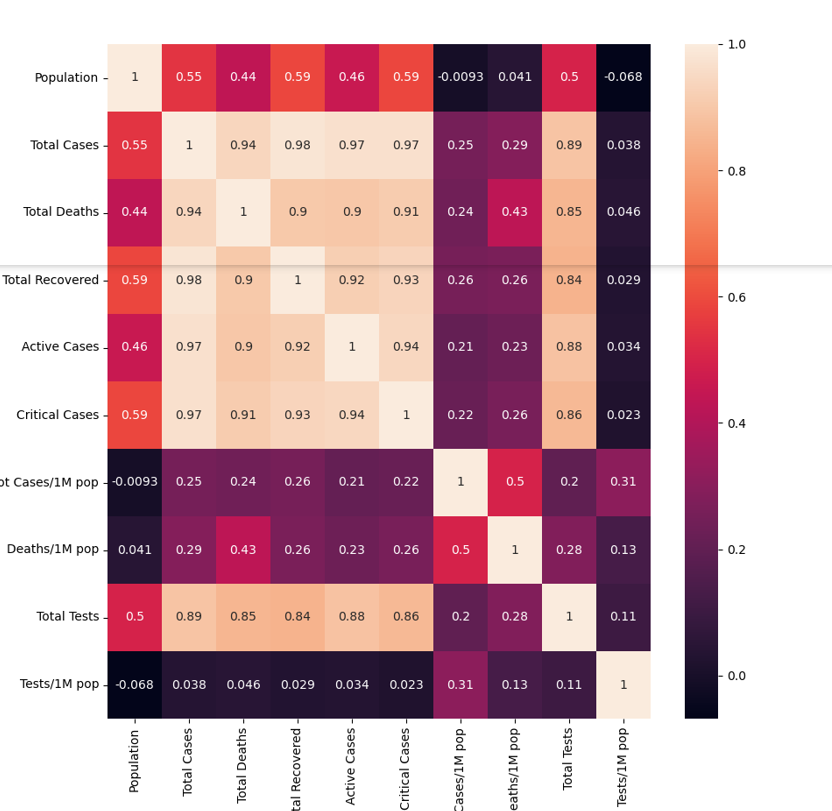 Population 1 0.55 0.44 0.59 0.46 0.59 -0.0093 0.041 0.5 -0.068 1.0
Total Cases 0.55 1 0.94 0.98 0.97 0.97 0.25 0.29 0.89 0.038
0.8
Total Deaths 0.44 0.94 1 0.9 0.9 0.91 0.24 0.43 0.85 0.046
Total Recovered 0.59 0.98 0.9 1 0.92 0.93 0.26 0.26 0.84 0.029
0.6
Active Cases 0.46 0.97 0.9 0.92 1 0.94 0.21 0.23 0.88 0.034
Critical Cases 0.59 0.97 0.91 0.93 0.94 1 0.22 0.26 0.86 0.023
0.4
ot Cases/1M pop -0.0093 0.25 0.24 0.26 0.21 0.22 1 0.5 0.2 0.31
Deaths/1M pop 0.041 0.29 0.43 0.26 0.23 0.26 0.5 1 0.28 0.13
0.2
Total Tests 0.5 0.89 0.85 0.84 0.88 0.86 0.2 0.28 1 0.11
Tests/1M pop -0.068 0.038 0.046 0.029 0.034 0.023 0.31 0.13 0.11 1
0.0
Population
Total Cases
Total Deaths
tal Recovered
Active Cases
Critical Cases
Cases/1M pop
eaths/1M pop
Total Tests
Tests/1M pop